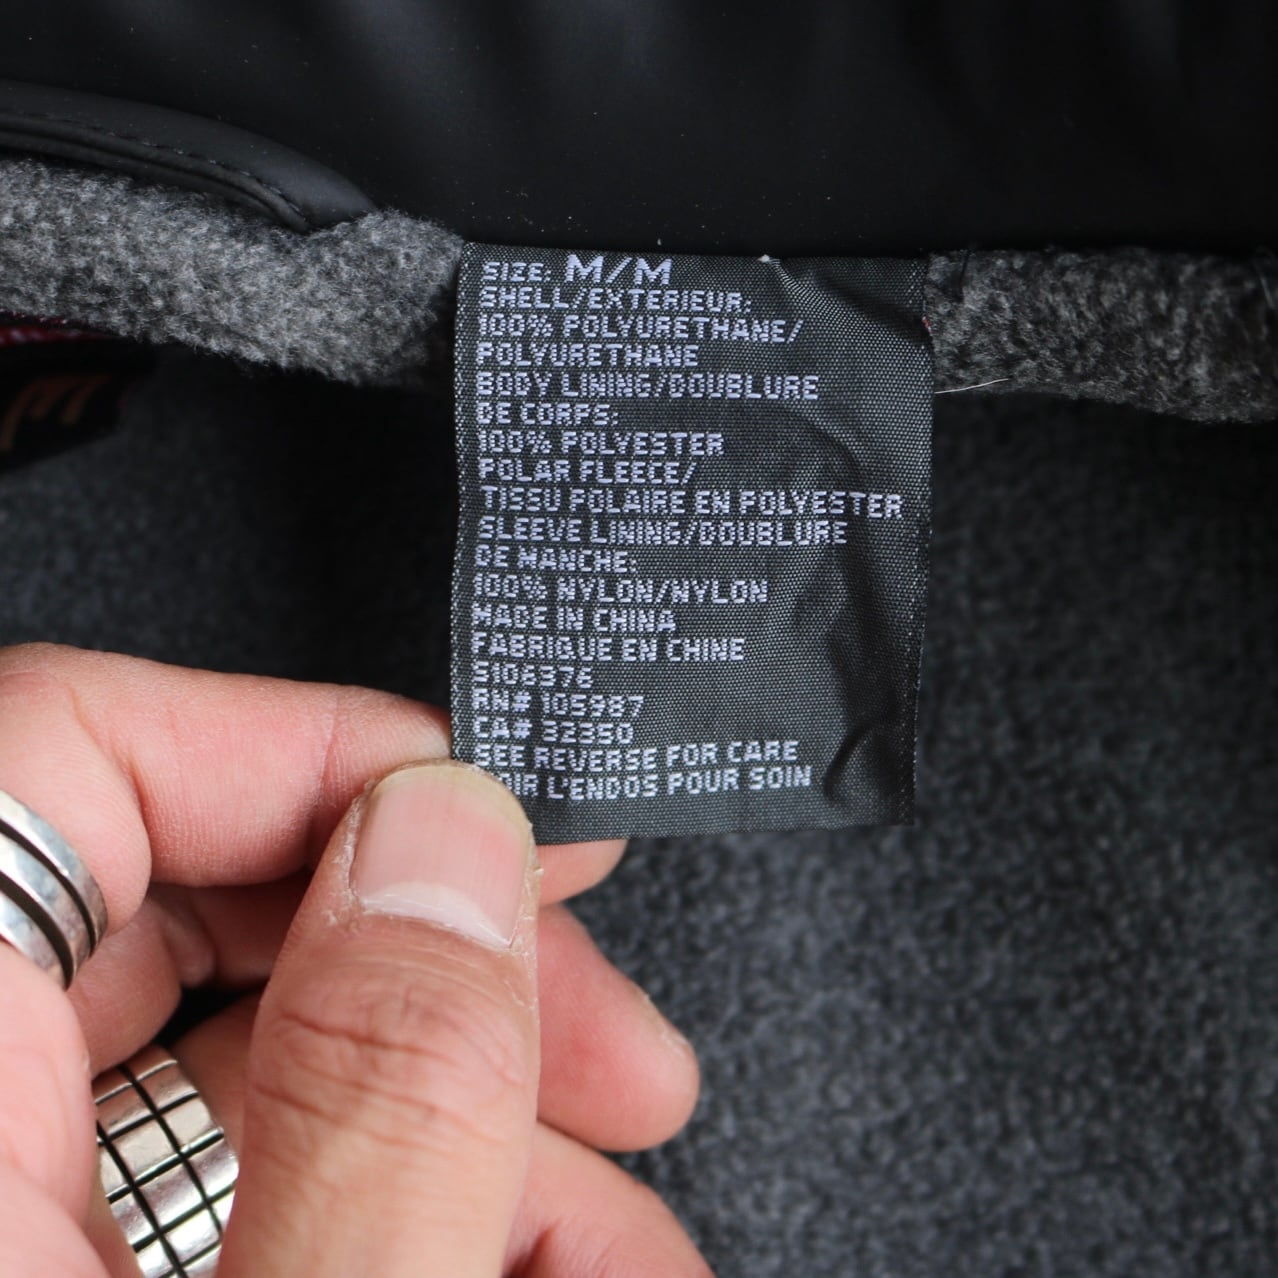 SIZE: M/M
SHELL/EXTERIEUR:
100% POLYURETHANE/
POLYURETHANE
BODY LINING/DOUBLURE
DE CORPS:
100% POLYESTER
POLAR FLEECE/
TISSU POLAIRE EN POLYESTER
SLEEVE LINING/DOUBLURE
DE MANCHE:
100% NYLON/NYLON
MADE IN CHINA
FABRIQUE EN CHINE
S108376
RN# 105987
CA# 32350
SEE REVERSE FOR CARE
L'ENDOS POUR SOIN